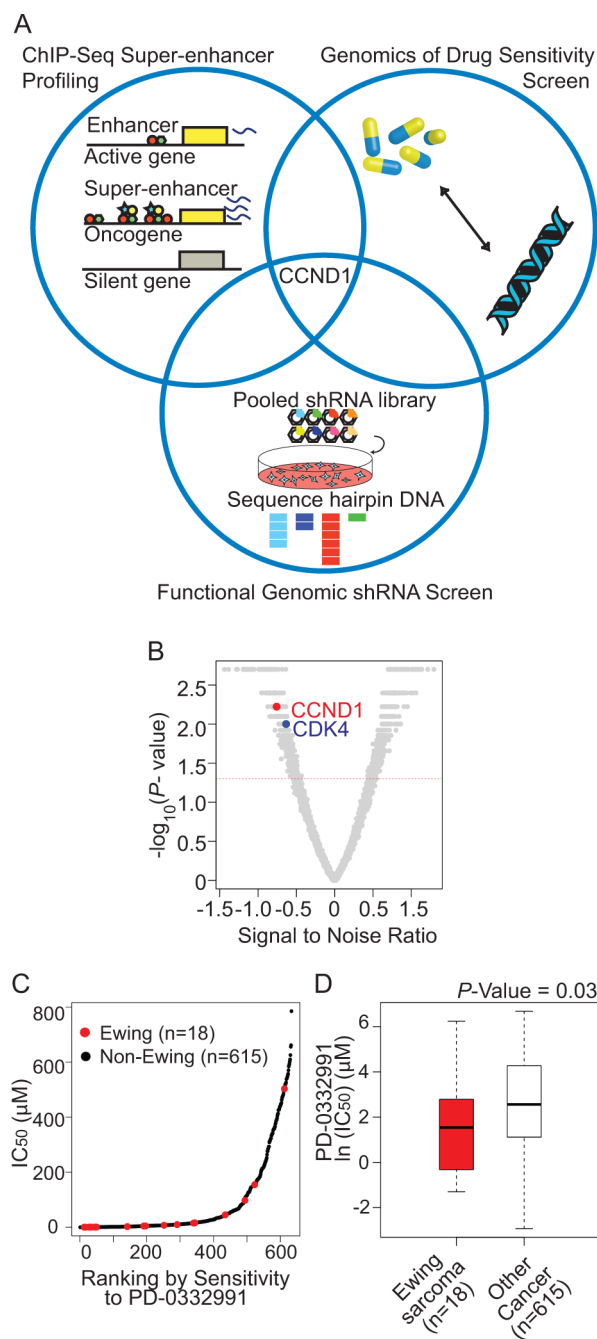 A
ChIP-Seq Super-enhancer
Profiling
Genomics of Drug Sensitivity
Screen
Enhancer
Active gene
Super-enhancer
Oncogene
Silent gene
CCND1
Pooled shRNA library
Sequence hairpin DNA
Functional Genomic shRNA Screen
B
-log10(P- value)
2.5
2.0
1.5
1.0
0.5
0
CCND1
CDK4
-1.5 -1.0 -0.5 0 0.5 1.5
Signal to Noise Ratio
C
IC50 (µM)
800
600
400
200
0
Ewing (n=18)
Non-Ewing (n=615)
0 200 400 600
Ranking by Sensitivity
to PD-0332991
D
P-Value = 0.03
PD-0332991
ln (IC50) (µM)
6
4
2
0
-2
Ewing
sarcoma
(n=18)
Other
Cancer
(n=615)